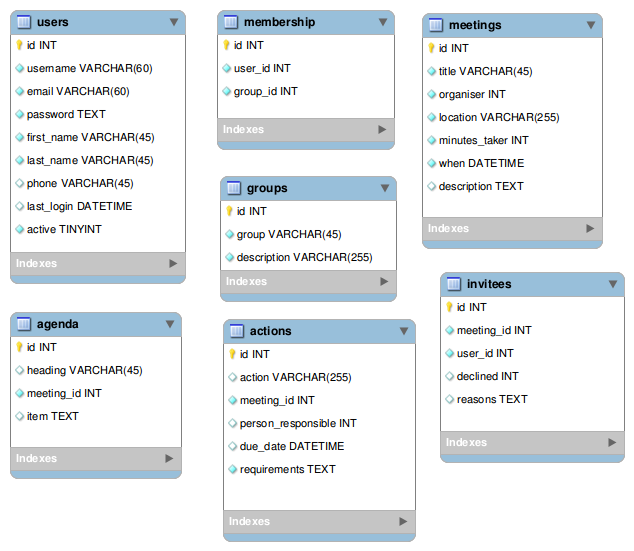 users
id INT
username VARCHAR(60)
email VARCHAR(60)
password TEXT
first_name VARCHAR(45)
last_name VARCHAR(45)
phone VARCHAR(45)
last_login DATETIME
active TINYINT
Indexes
membership
id INT
user_id INT
group_id INT
Indexes
meetings
id INT
title VARCHAR(45)
organiser INT
location VARCHAR(255)
minutes_taker INT
when DATETIME
description TEXT
Indexes
groups
id INT
group VARCHAR(45)
description VARCHAR(255)
Indexes
agenda
id INT
heading VARCHAR(45)
meeting_id INT
item TEXT
Indexes
actions
id INT
action VARCHAR(255)
meeting_id INT
person_responsible INT
due_date DATETIME
requirements TEXT
Indexes
invitees
id INT
meeting_id INT
user_id INT
declined INT
reasons TEXT
Indexes